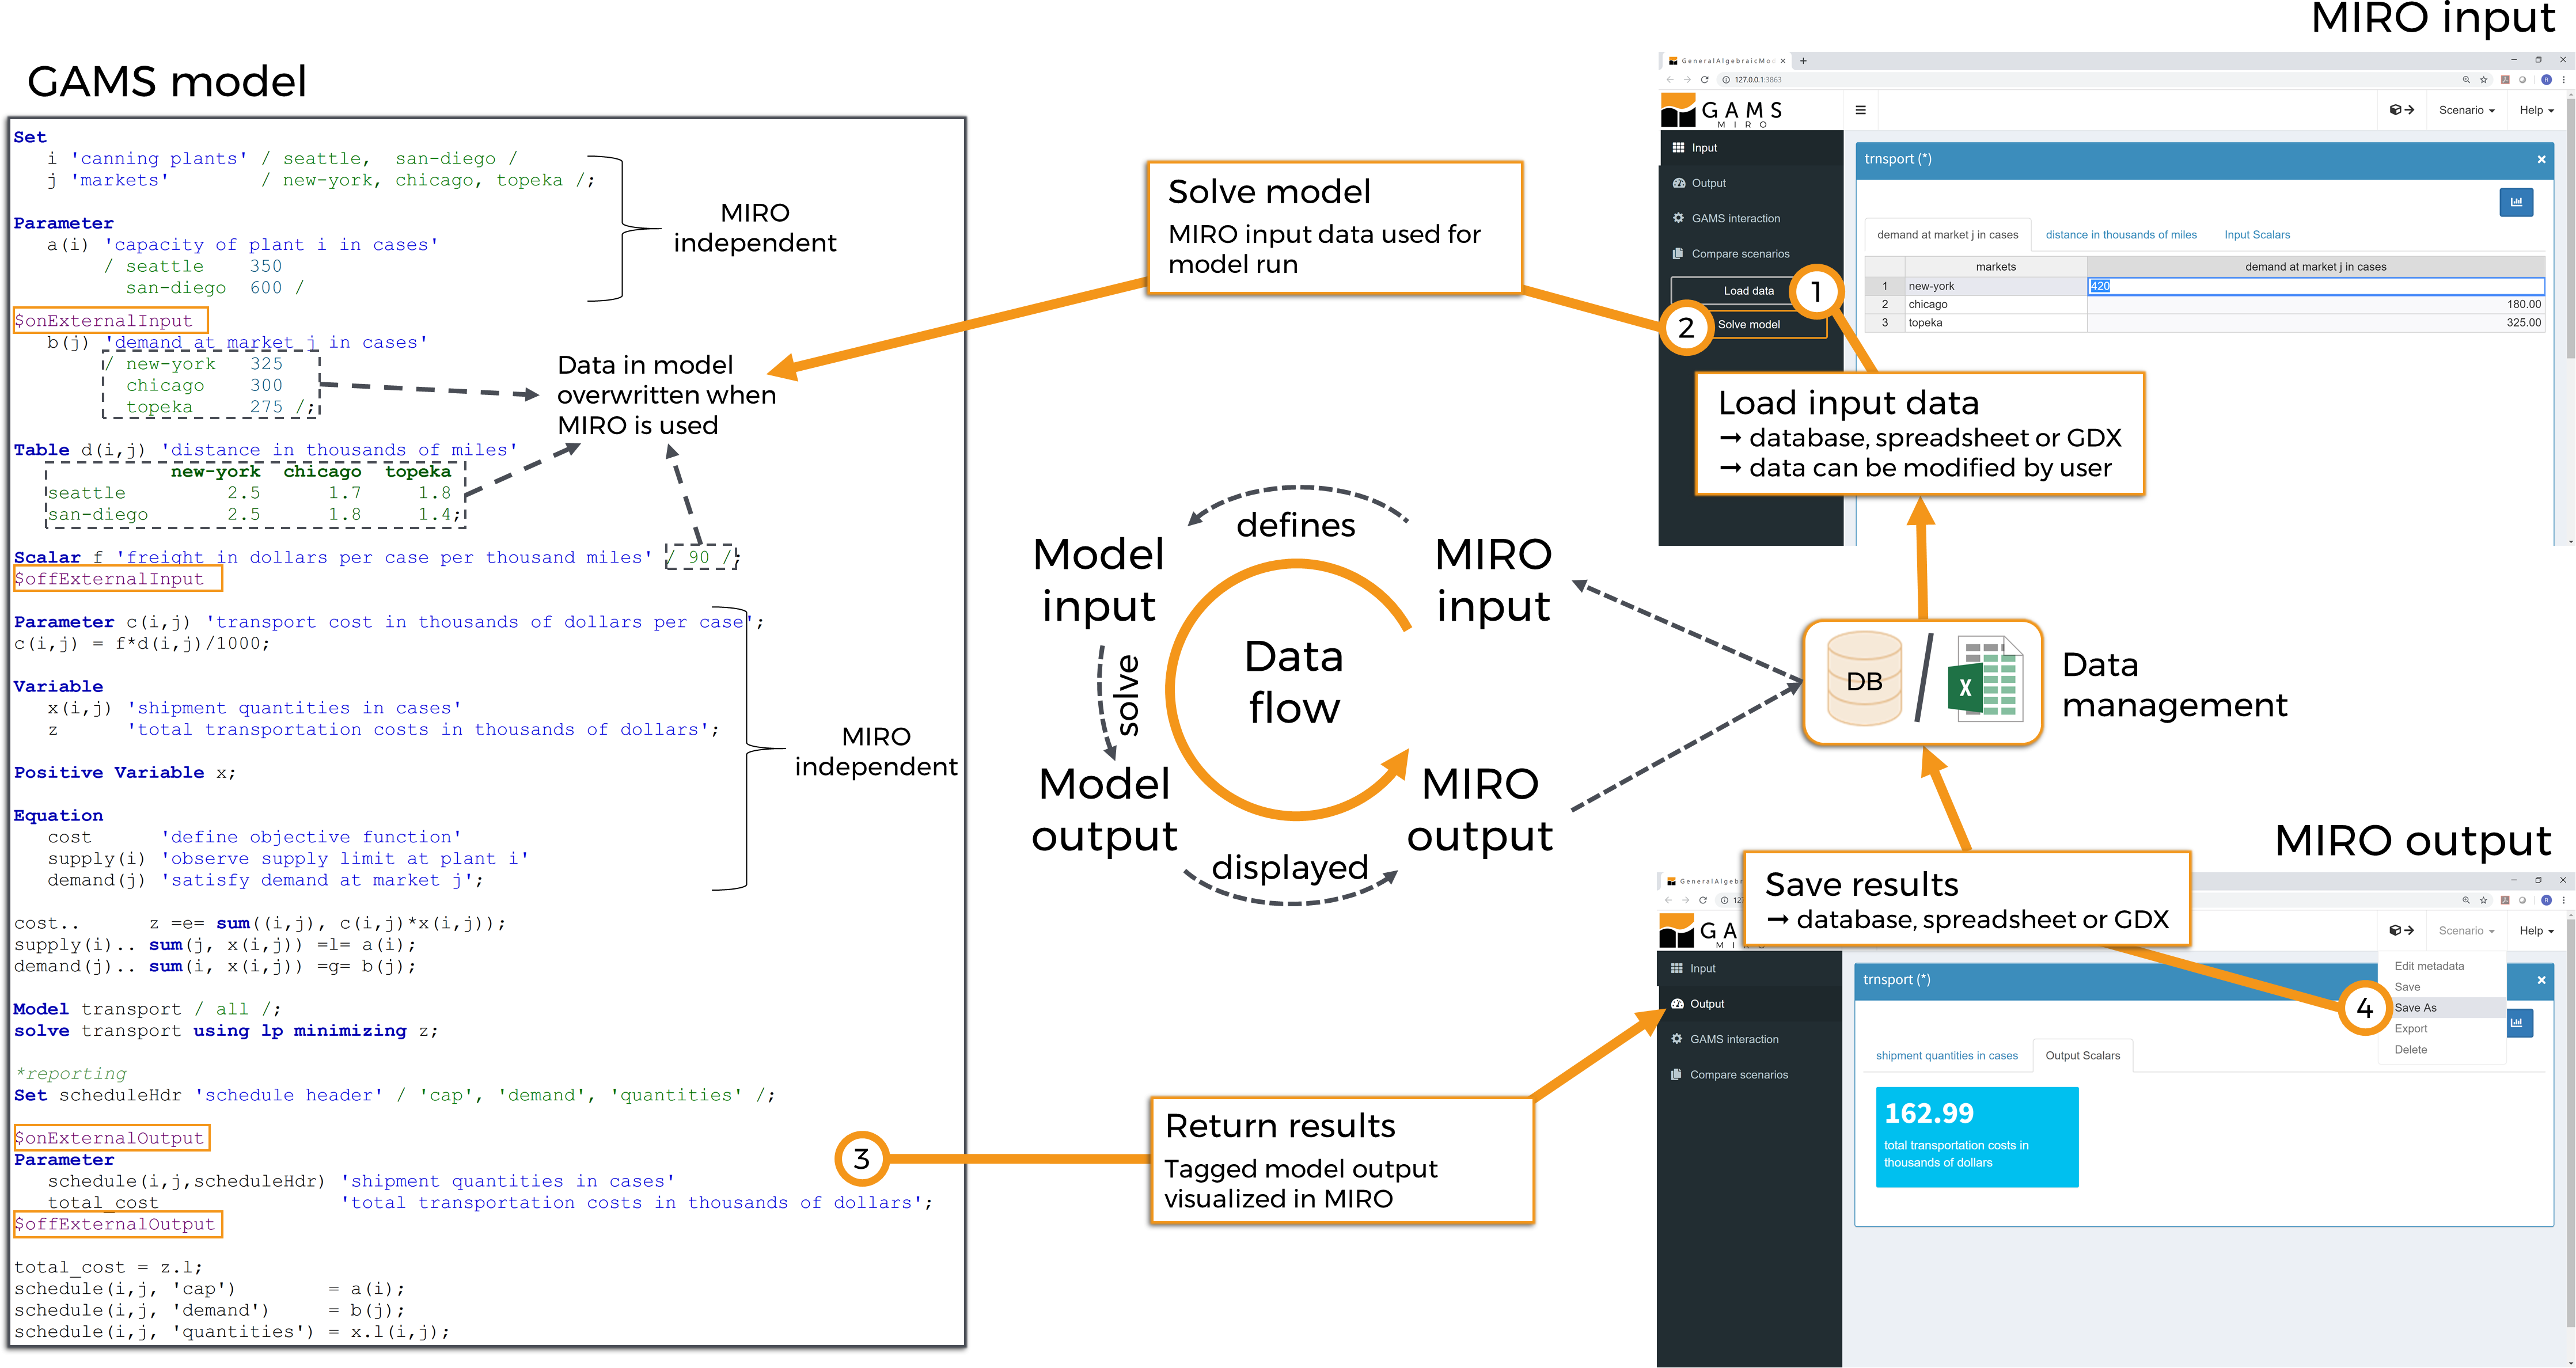 GAMS model
Set
i 'canning plants' / seattle, san-diego /
j 'markets' / new-york, chicago, topeka /;
Parameter
a(i) 'capacity of plant i in cases'
/ seattle 350
san-diego 600 /
MIRO
independent
$onExternalInput
b(j) 'demand at market j in cases'
/ new-york 325
chicago 300
topeka 275 /;
Data in model
overwritten when
MIRO is used
Table d(i,j) 'distance in thousands of miles'
new-york chicago topeka
seattle 2.5 1.7 1.8
san-diego 2.5 1.8 1.4;
Scalar f 'freight in dollars per case per thousand miles' / 90 /;
$offExternalInput
Parameter c(i,j) 'transport cost in thousands of dollars per case';
c(i,j) = f*d(i,j)/1000;
Variable
x(i,j) 'shipment quantities in cases'
z 'total transportation costs in thousands of dollars';
Positive Variable x;
MIRO
independent
Equation
cost 'define objective function'
supply(i) 'observe supply limit at plant i'
demand(j) 'satisfy demand at market j';
cost.. z =e= sum((i,j), c(i,j)*x(i,j));
supply(i).. sum(j, x(i,j)) =l= a(i);
demand(j).. sum(i, x(i,j)) =g= b(j);
Model transport / all /;
solve transport using lp minimizing z;
*reporting
Set scheduleHdr 'schedule header' / 'cap', 'demand', 'quantities' /;
$onExternalOutput
Parameter
schedule(i,j,scheduleHdr) 'shipment quantities in cases'
total_cost 'total transportation costs in thousands of dollars';
$offExternalOutput
total_cost = z.l;
schedule(i,j, 'cap') = a(i);
schedule(i,j, 'demand') = b(j);
schedule(i,j, 'quantities') = x.l(i,j);
3
Solve model
MIRO input data used for
model run
defines
Model
input
MIRO
input
solve
Data
flow
Model
output
MIRO
output
displayed
Return results
Tagged model output
visualized in MIRO
MIRO input
GeneralAlgebraicMo
127.0.0.1:3863
R
GAMS
MIRO
Scenario
Help
Input
Output
GAMS interaction
Compare scenarios
Load data
1
2
Solve model
trnsport (*)
demand at market j in cases
distance in thousands of miles
Input Scalars
markets demand at market j in cases
1 new-york 420
2 chicago 180.00
3 topeka 325.00
Load input data
→ database, spreadsheet or GDX
→ data can be modified by user
DB / X
Data
management
MIRO output
Save results
→ database, spreadsheet or GDX
GeneralAlgebr
12
R
GA
MI
Scenario
Help
Input
Output
GAMS interaction
Compare scenarios
trnsport (*)
Edit metadata
Save
4
Save As
Export
Delete
shipment quantities in cases
Output Scalars
162.99
total transportation costs in
thousands of dollars